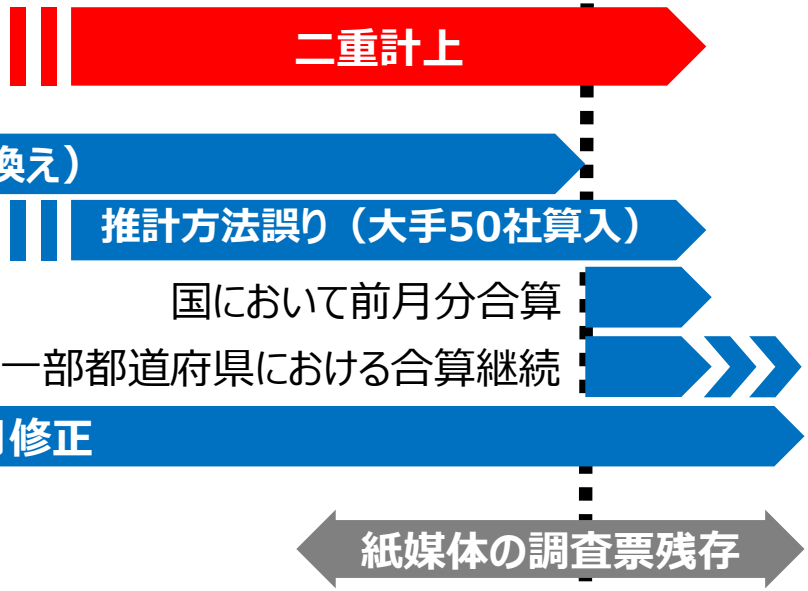 二重計上
換え）
推計方法誤り（大手50社算入）
国において前月分合算
一部都道府県における合算継続
修正
紙媒体の調査票残存